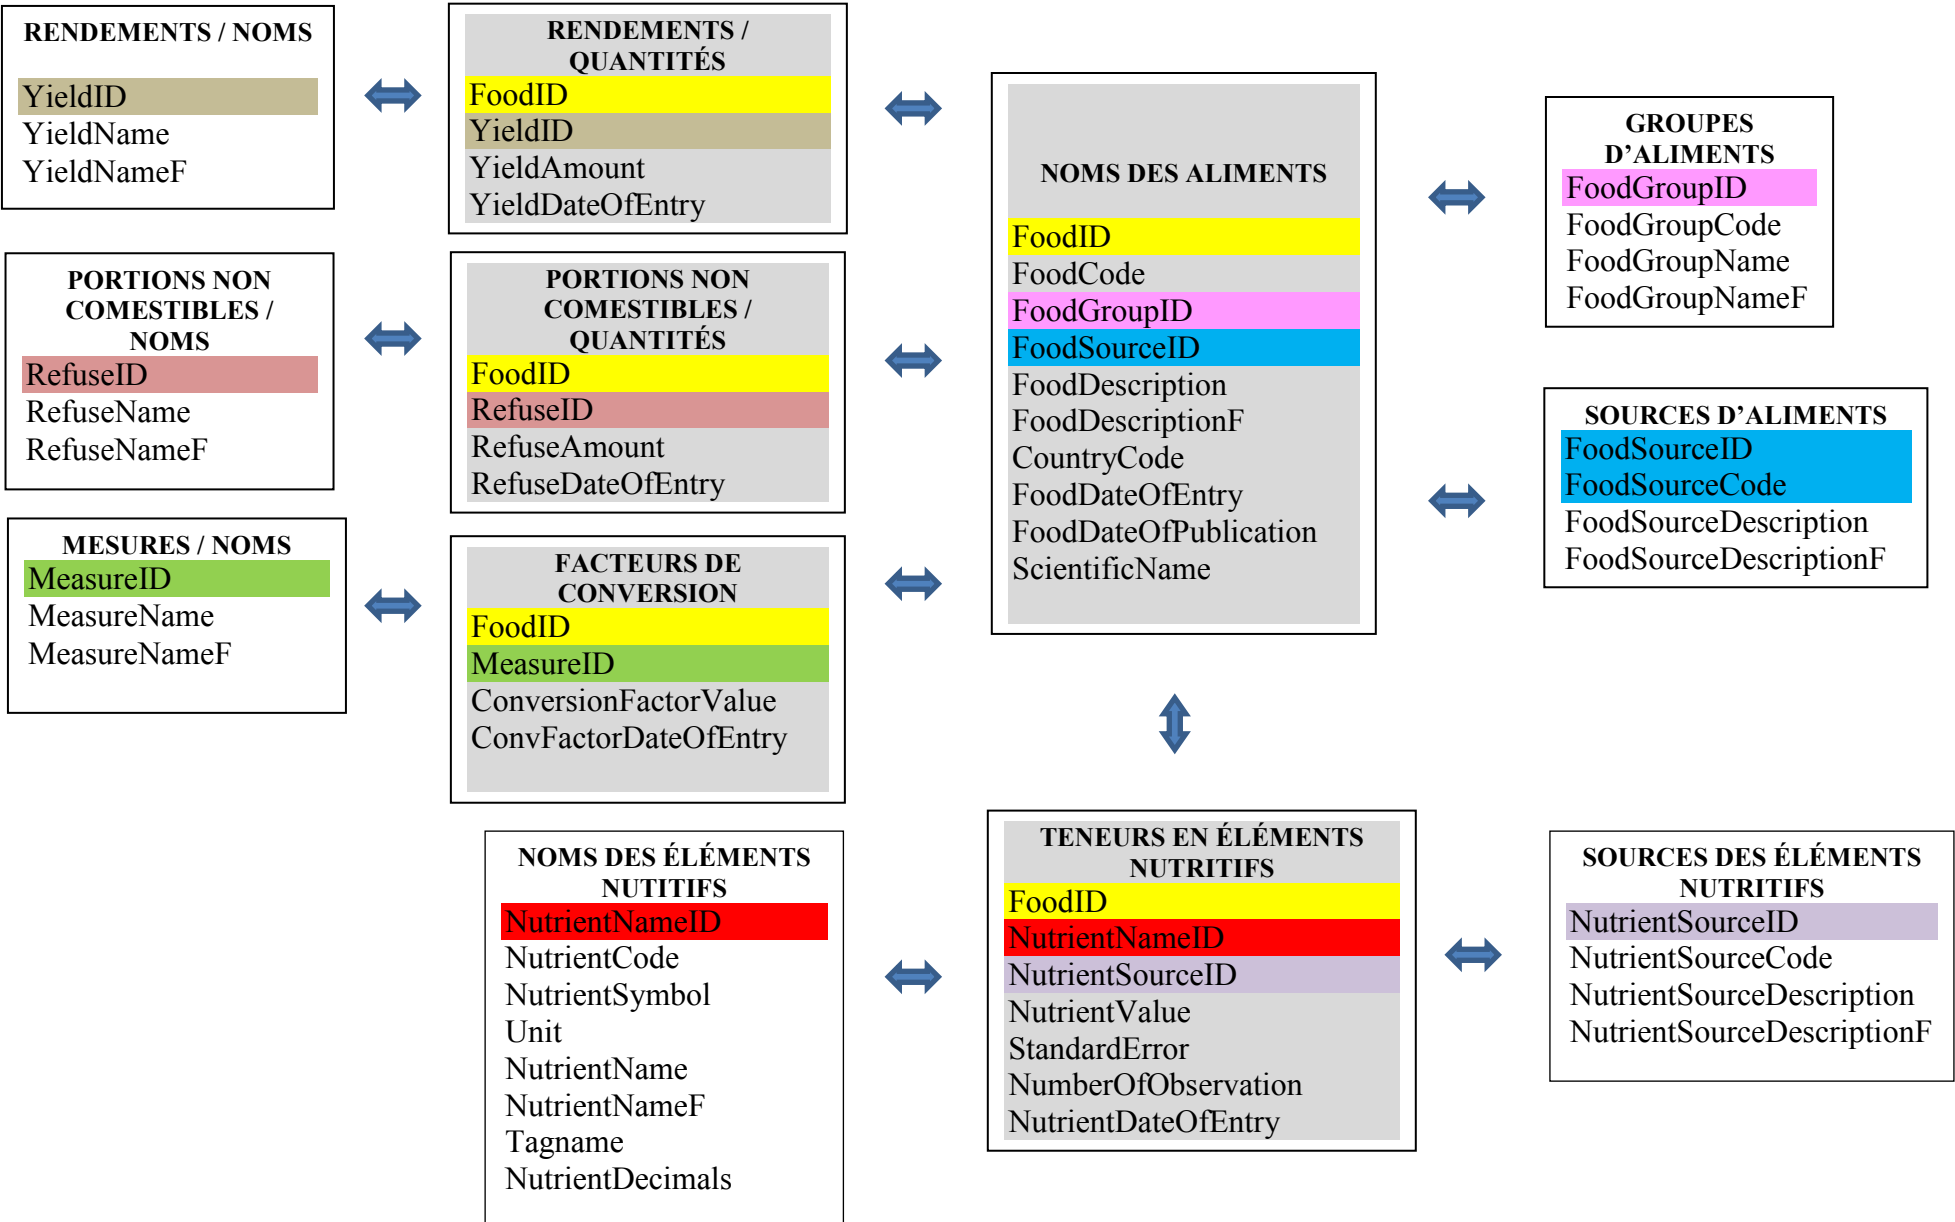 RENDEMENTS / NOMS
YieldID
YieldName
YieldNameF
RENDEMENTS /
QUANTITÉS
FoodID
YieldID
YieldAmount
YieldDateOfEntry
PORTIONS NON
COMESTIBLES /
NOMS
RefuseID
RefuseName
RefuseNameF
PORTIONS NON
COMESTIBLES /
QUANTITÉS
FoodID
RefuseID
RefuseAmount
RefuseDateOfEntry
MESURES / NOMS
MeasureID
MeasureName
MeasureNameF
FACTEURS DE
CONVERSION
FoodID
MeasureID
ConversionFactorValue
ConvFactorDateOfEntry
NOMS DES ALIMENTS
FoodID
FoodCode
FoodGroupID
FoodSourceID
FoodDescription
FoodDescriptionF
CountryCode
FoodDateOfEntry
FoodDateOfPublication
ScientificName
GROUPES
D’ALIMENTS
FoodGroupID
FoodGroupCode
FoodGroupName
FoodGroupNameF
SOURCES D’ALIMENTS
FoodSourceID
FoodSourceCode
FoodSourceDescription
FoodSourceDescriptionF
NOMS DES ÉLÉMENTS
NUTITIFS
NutrientNameID
NutrientCode
NutrientSymbol
Unit
NutrientName
NutrientNameF
Tagname
NutrientDecimals
TENEURS EN ÉLÉMENTS
NUTRITIFS
FoodID
NutrientNameID
NutrientSourceID
NutrientValue
StandardError
NumberOfObservation
NutrientDateOfEntry
SOURCES DES ÉLÉMENTS
NUTRITIFS
NutrientSourceID
NutrientSourceCode
NutrientSourceDescription
NutrientSourceDescriptionF